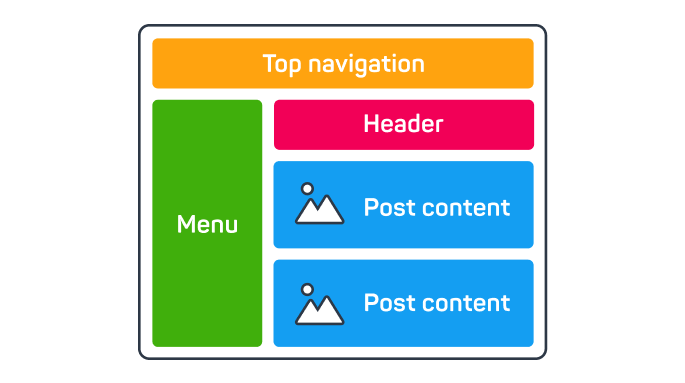 Top navigation
Header
Menu
Post content
Post content